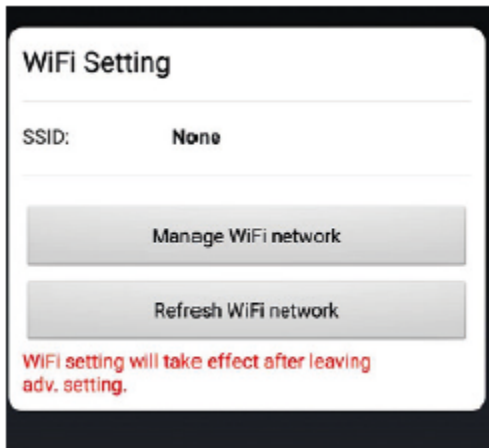 WiFi Setting
SSID: None
Manage WiFi network
Refresh WiFi network
WiFi setting will take effect after leaving
adv. setting.